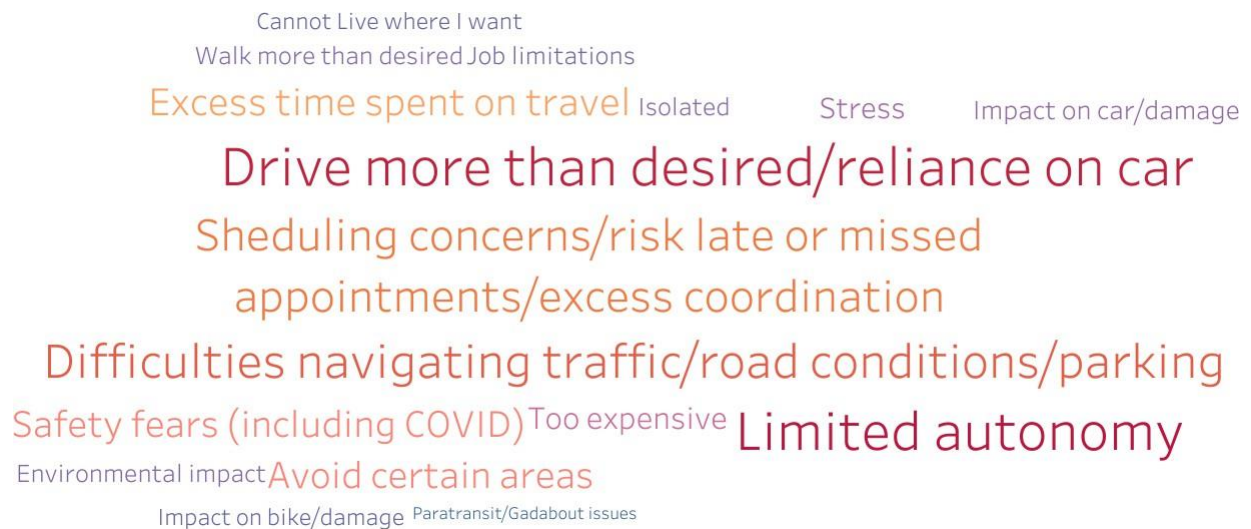 Cannot Live where I want
Walk more than desired Job limitations
Excess time spent on travel Isolated Stress Impact on car/damage
Drive more than desired/reliance on car
Sheduling concerns/risk late or missed
appointments/excess coordination
Difficulties navigating traffic/road conditions/parking
Safety fears (including COVID) Too expensive Limited autonomy
Environmental impact Avoid certain areas
Impact on bike/damage Paratransit/Gadabout issues